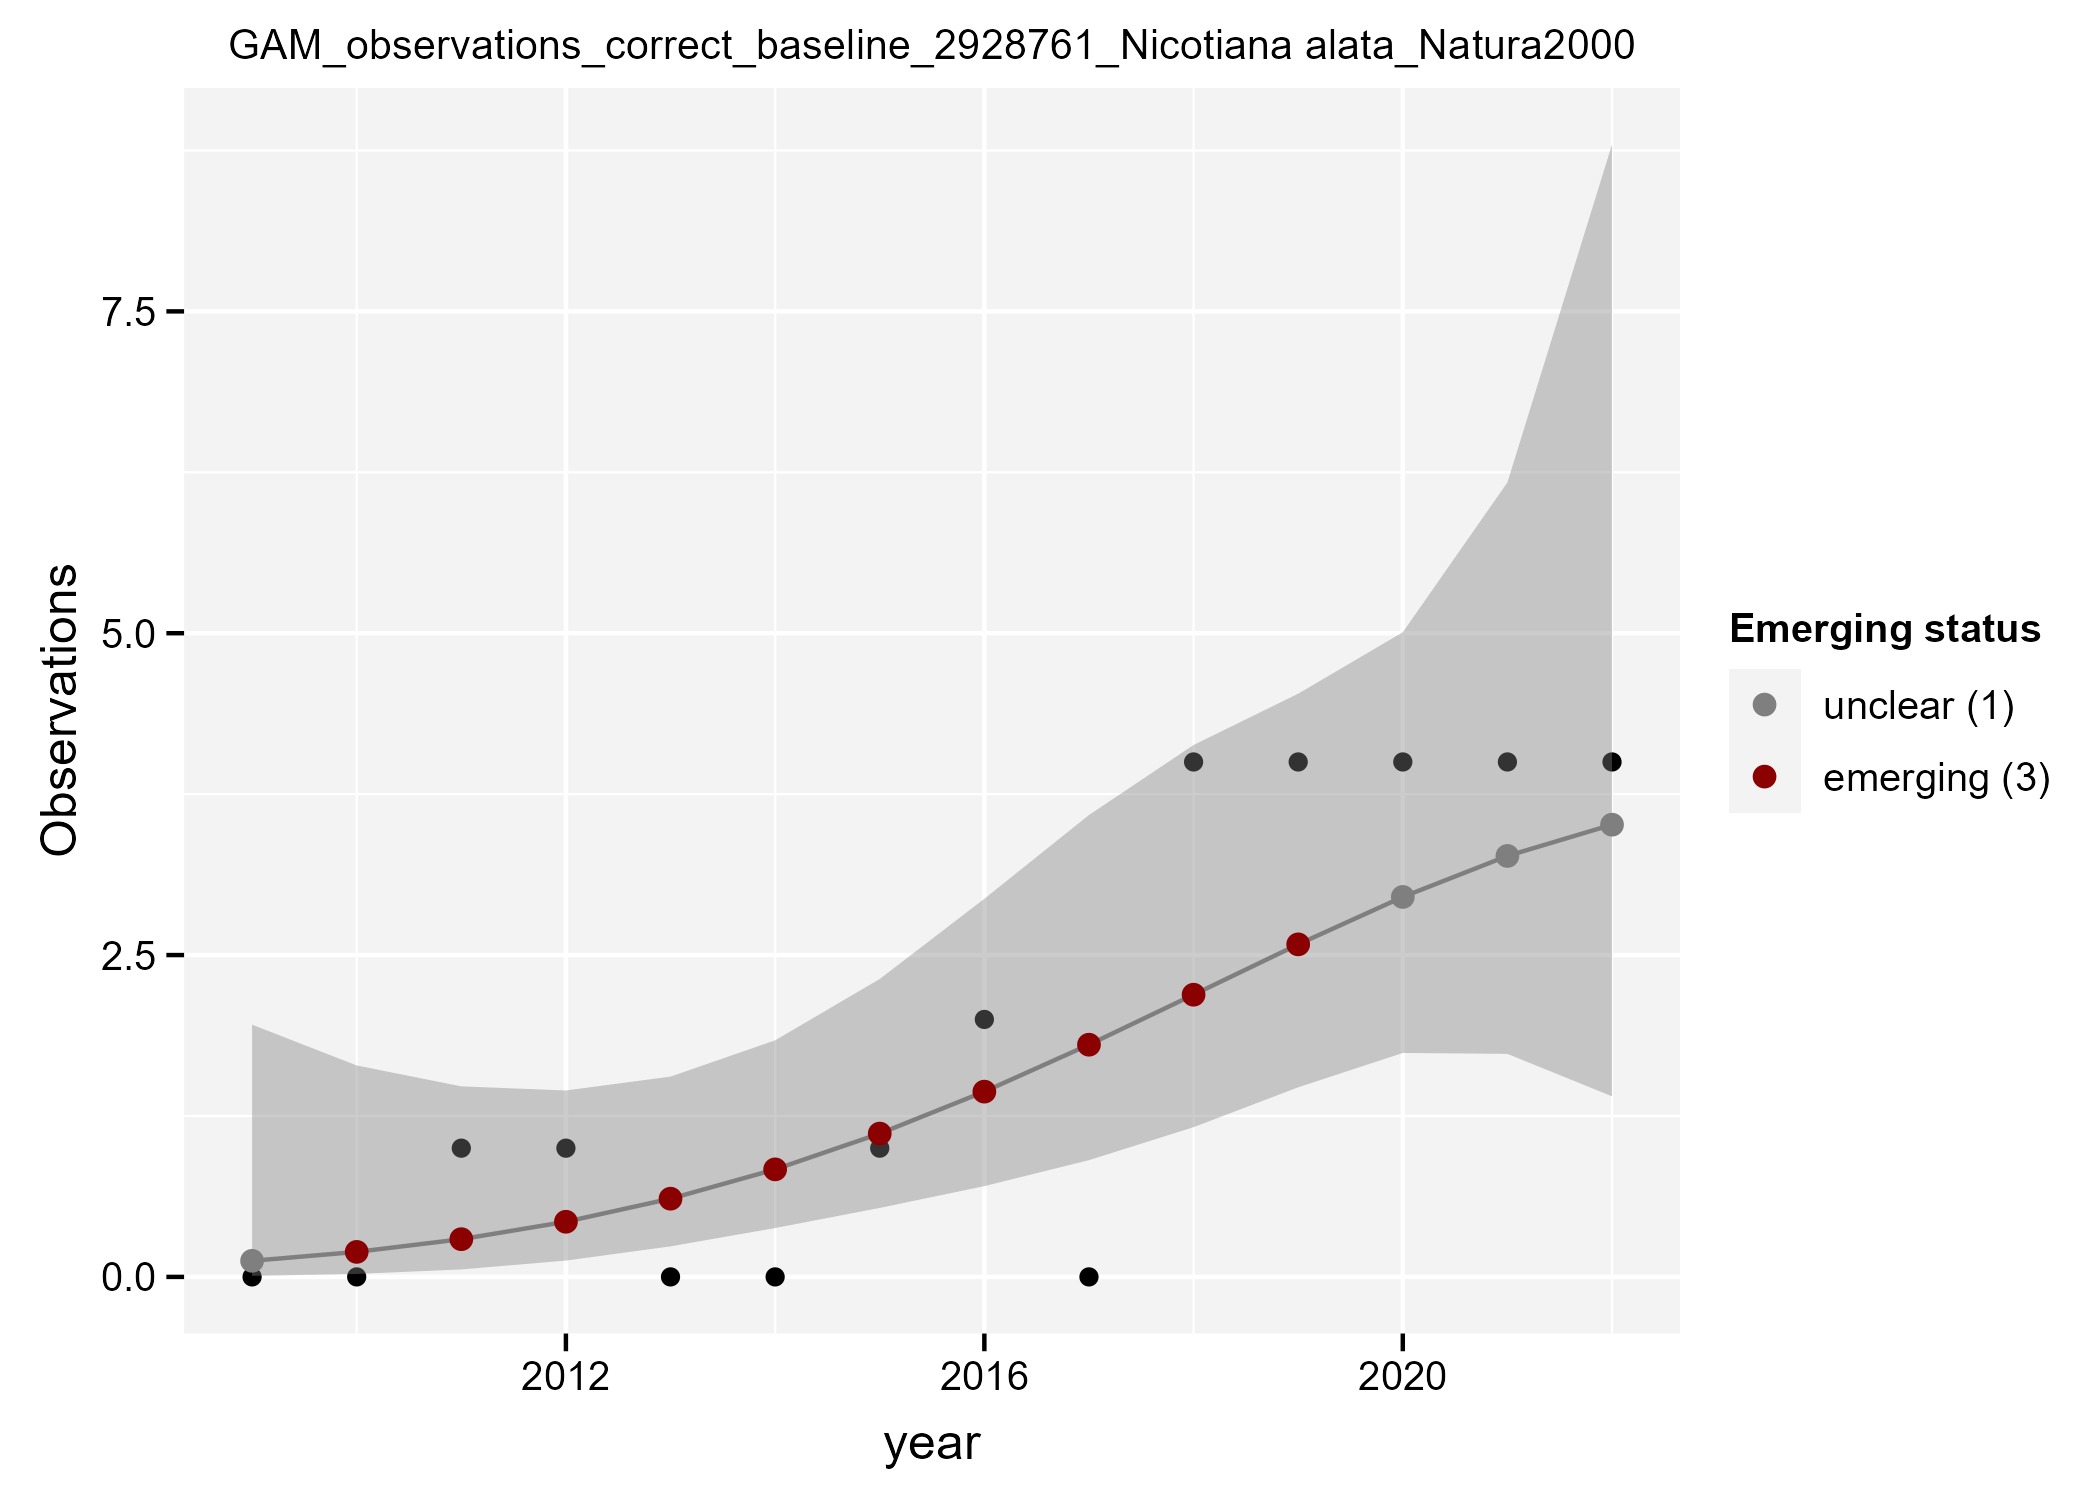 GAM_observations_correct_baseline_2928761_Nicotiana alata_Natura2000
Observations
7.5
5.0
2.5
0.0
2012
2016
2020
year
Emerging status
unclear (1)
emerging (3)